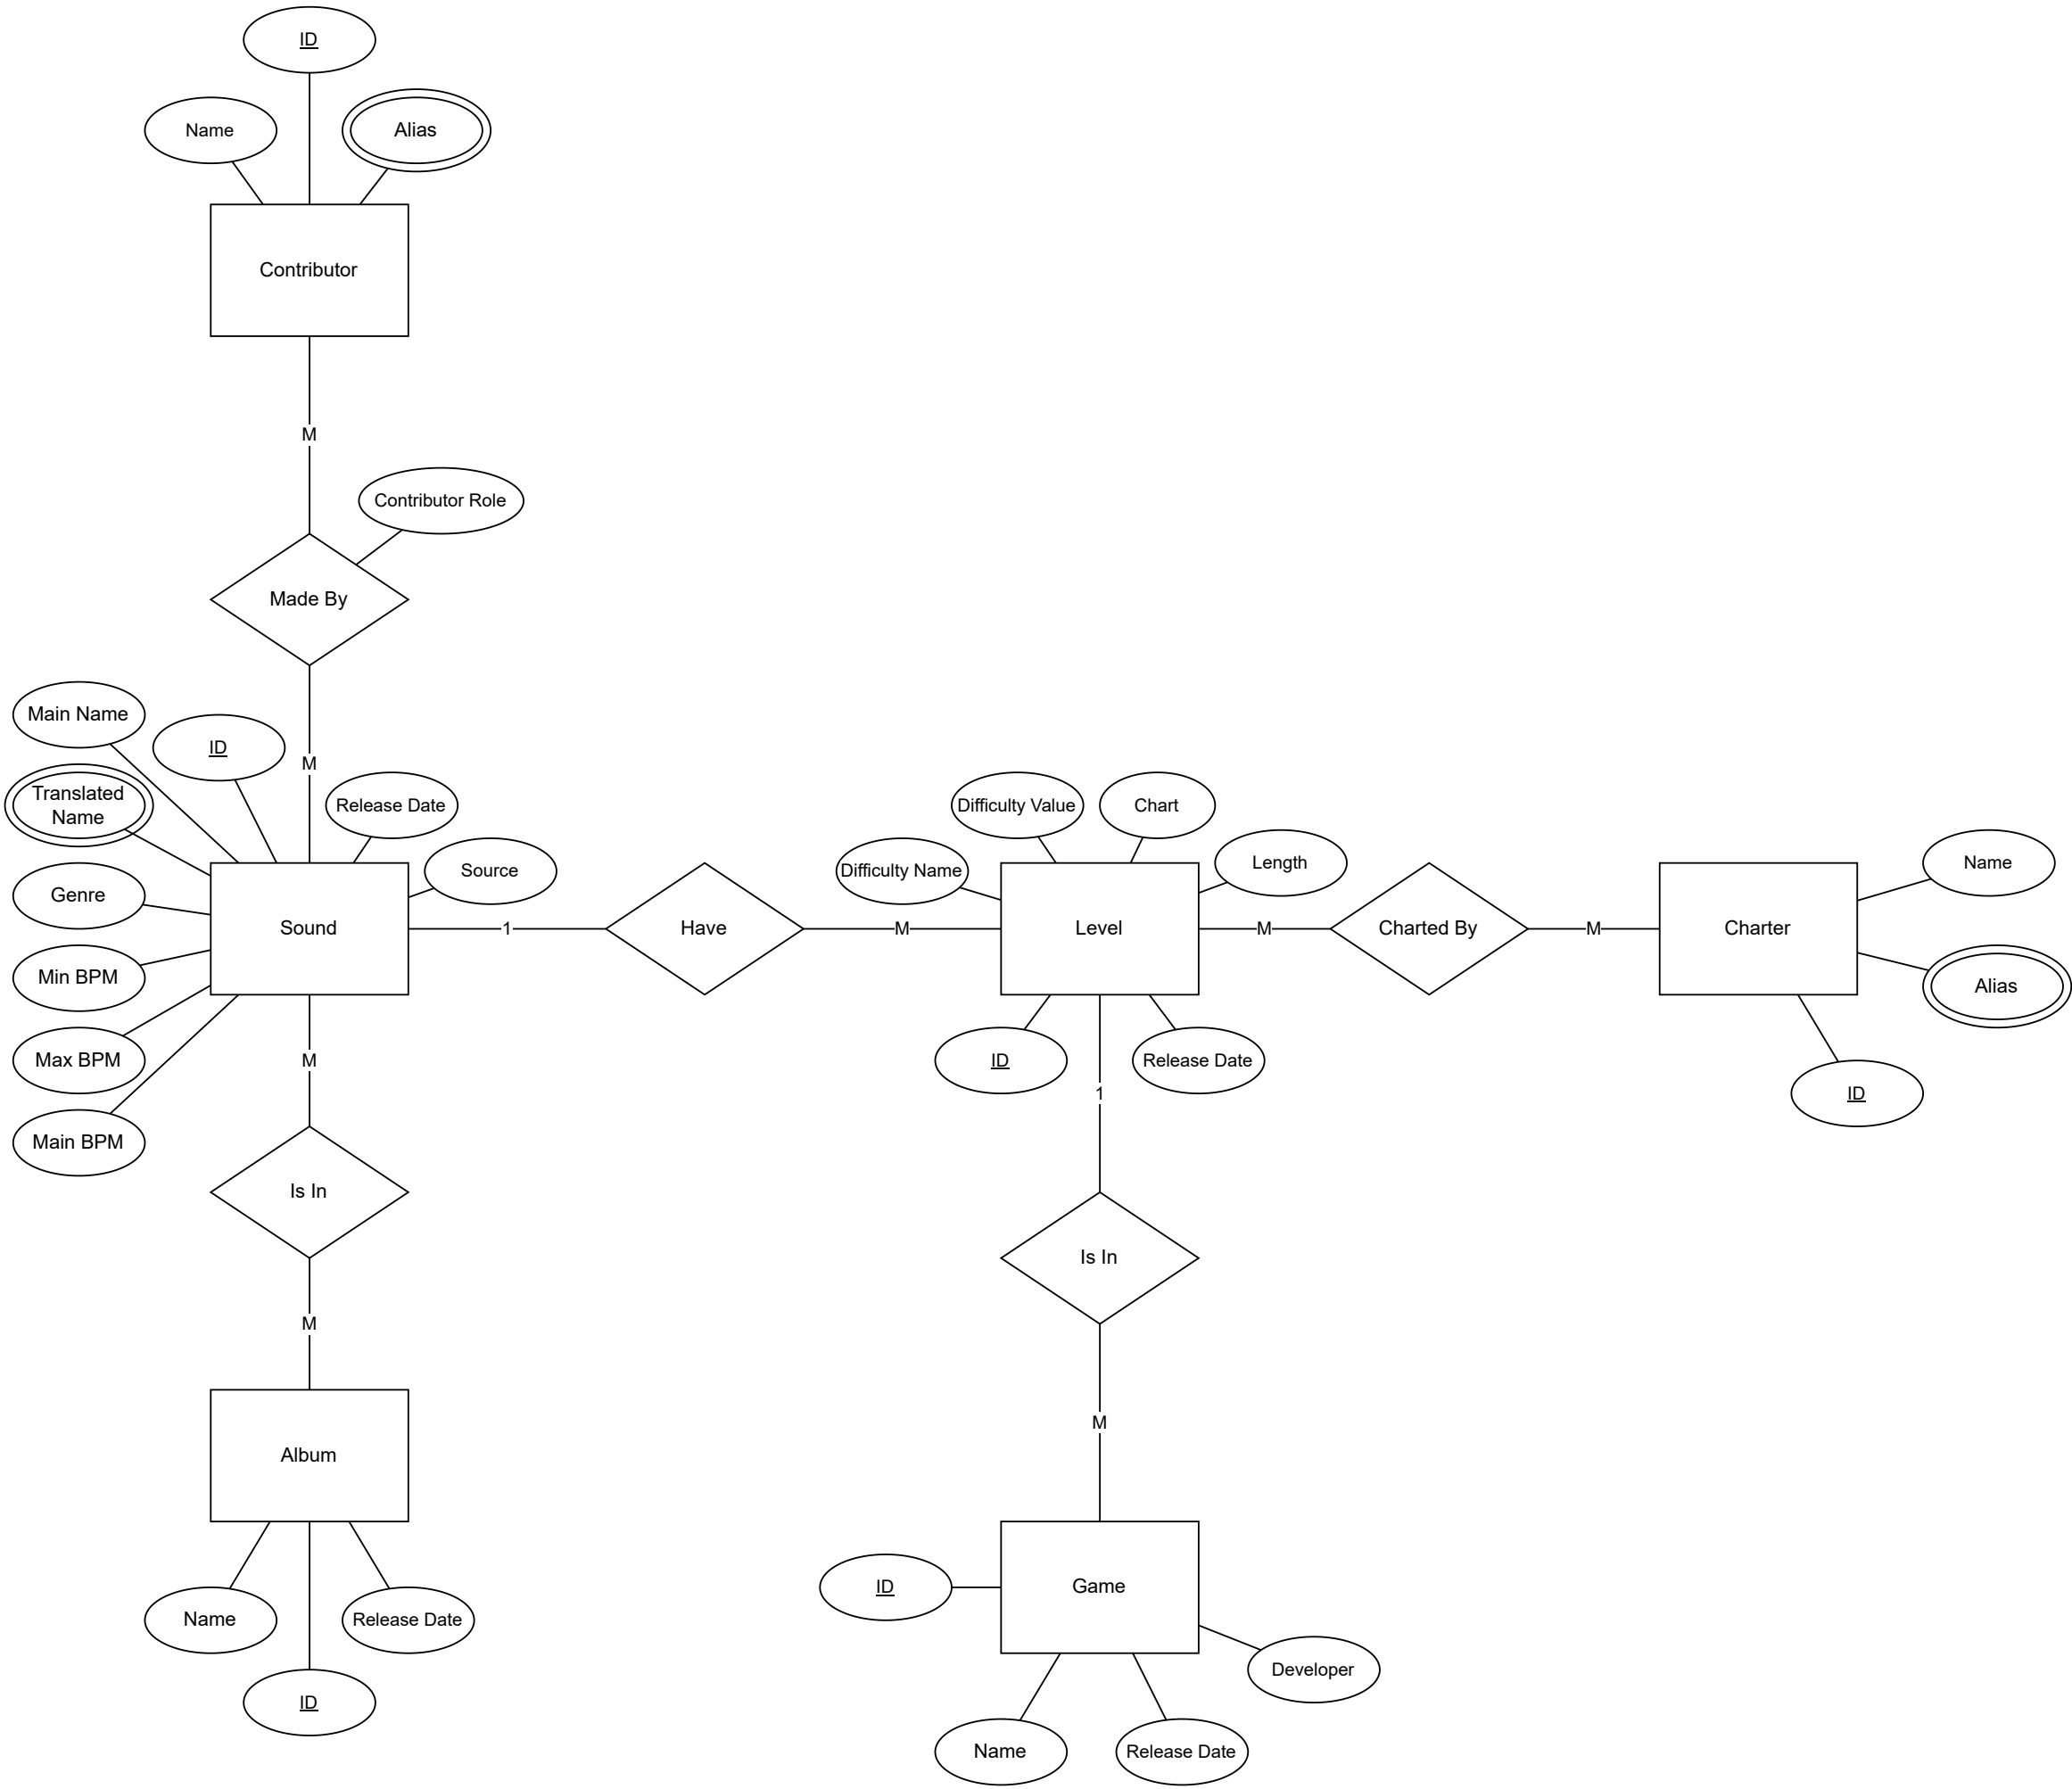 ID
Name
Alias
Contributor
M
Contributor Role
Made By
M
Main Name
ID
Translated
Name
Release Date
Source
Genre
Min BPM
Max BPM
Main BPM
Sound
1
Have
M
Difficulty Name
Difficulty Value
Chart
Length
Level
ID
Release Date
M
Charted By
M
Charter
Name
Alias
ID
M
Is In
M
Album
Name
Release Date
ID
1
Is In
M
Game
ID
Developer
Name
Release Date